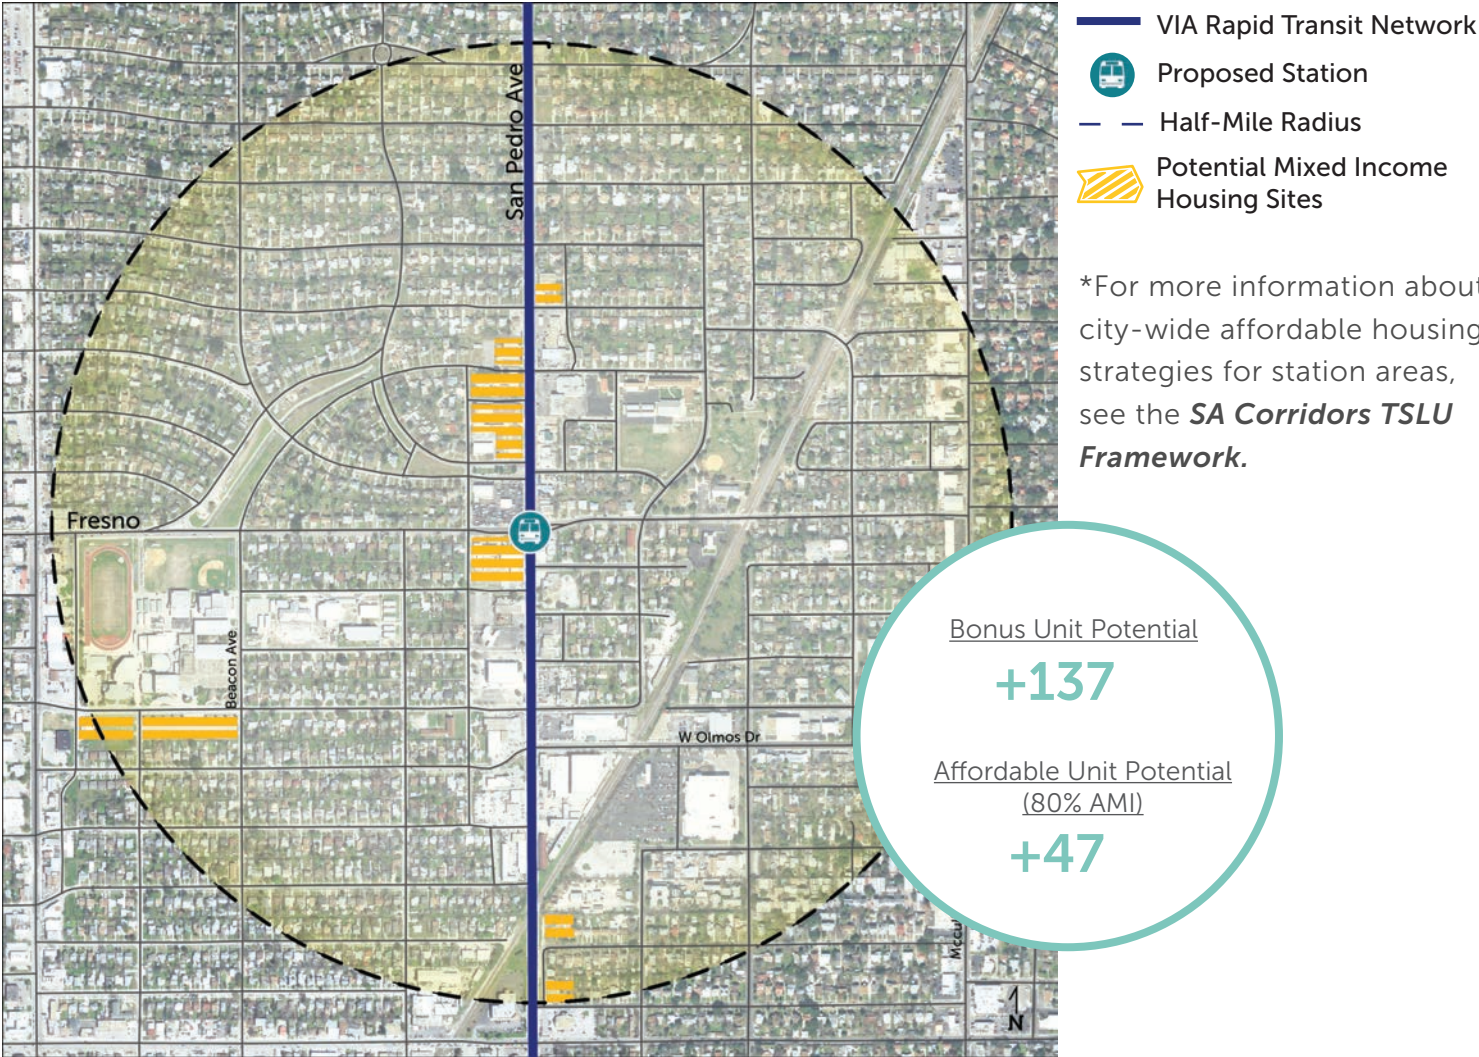 VIA Rapid Transit Network
Proposed Station
Half-Mile Radius
Potential Mixed Income
Housing Sites
*For more information about
city-wide affordable housing
strategies for station areas,
see the SA Corridors TSLU
Framework.
San Pedro Ave
Fresno
Beacon Ave
W Olmos Dr
Bonus Unit Potential
+137
Affordable Unit Potential
(80% AMI)
+47
N